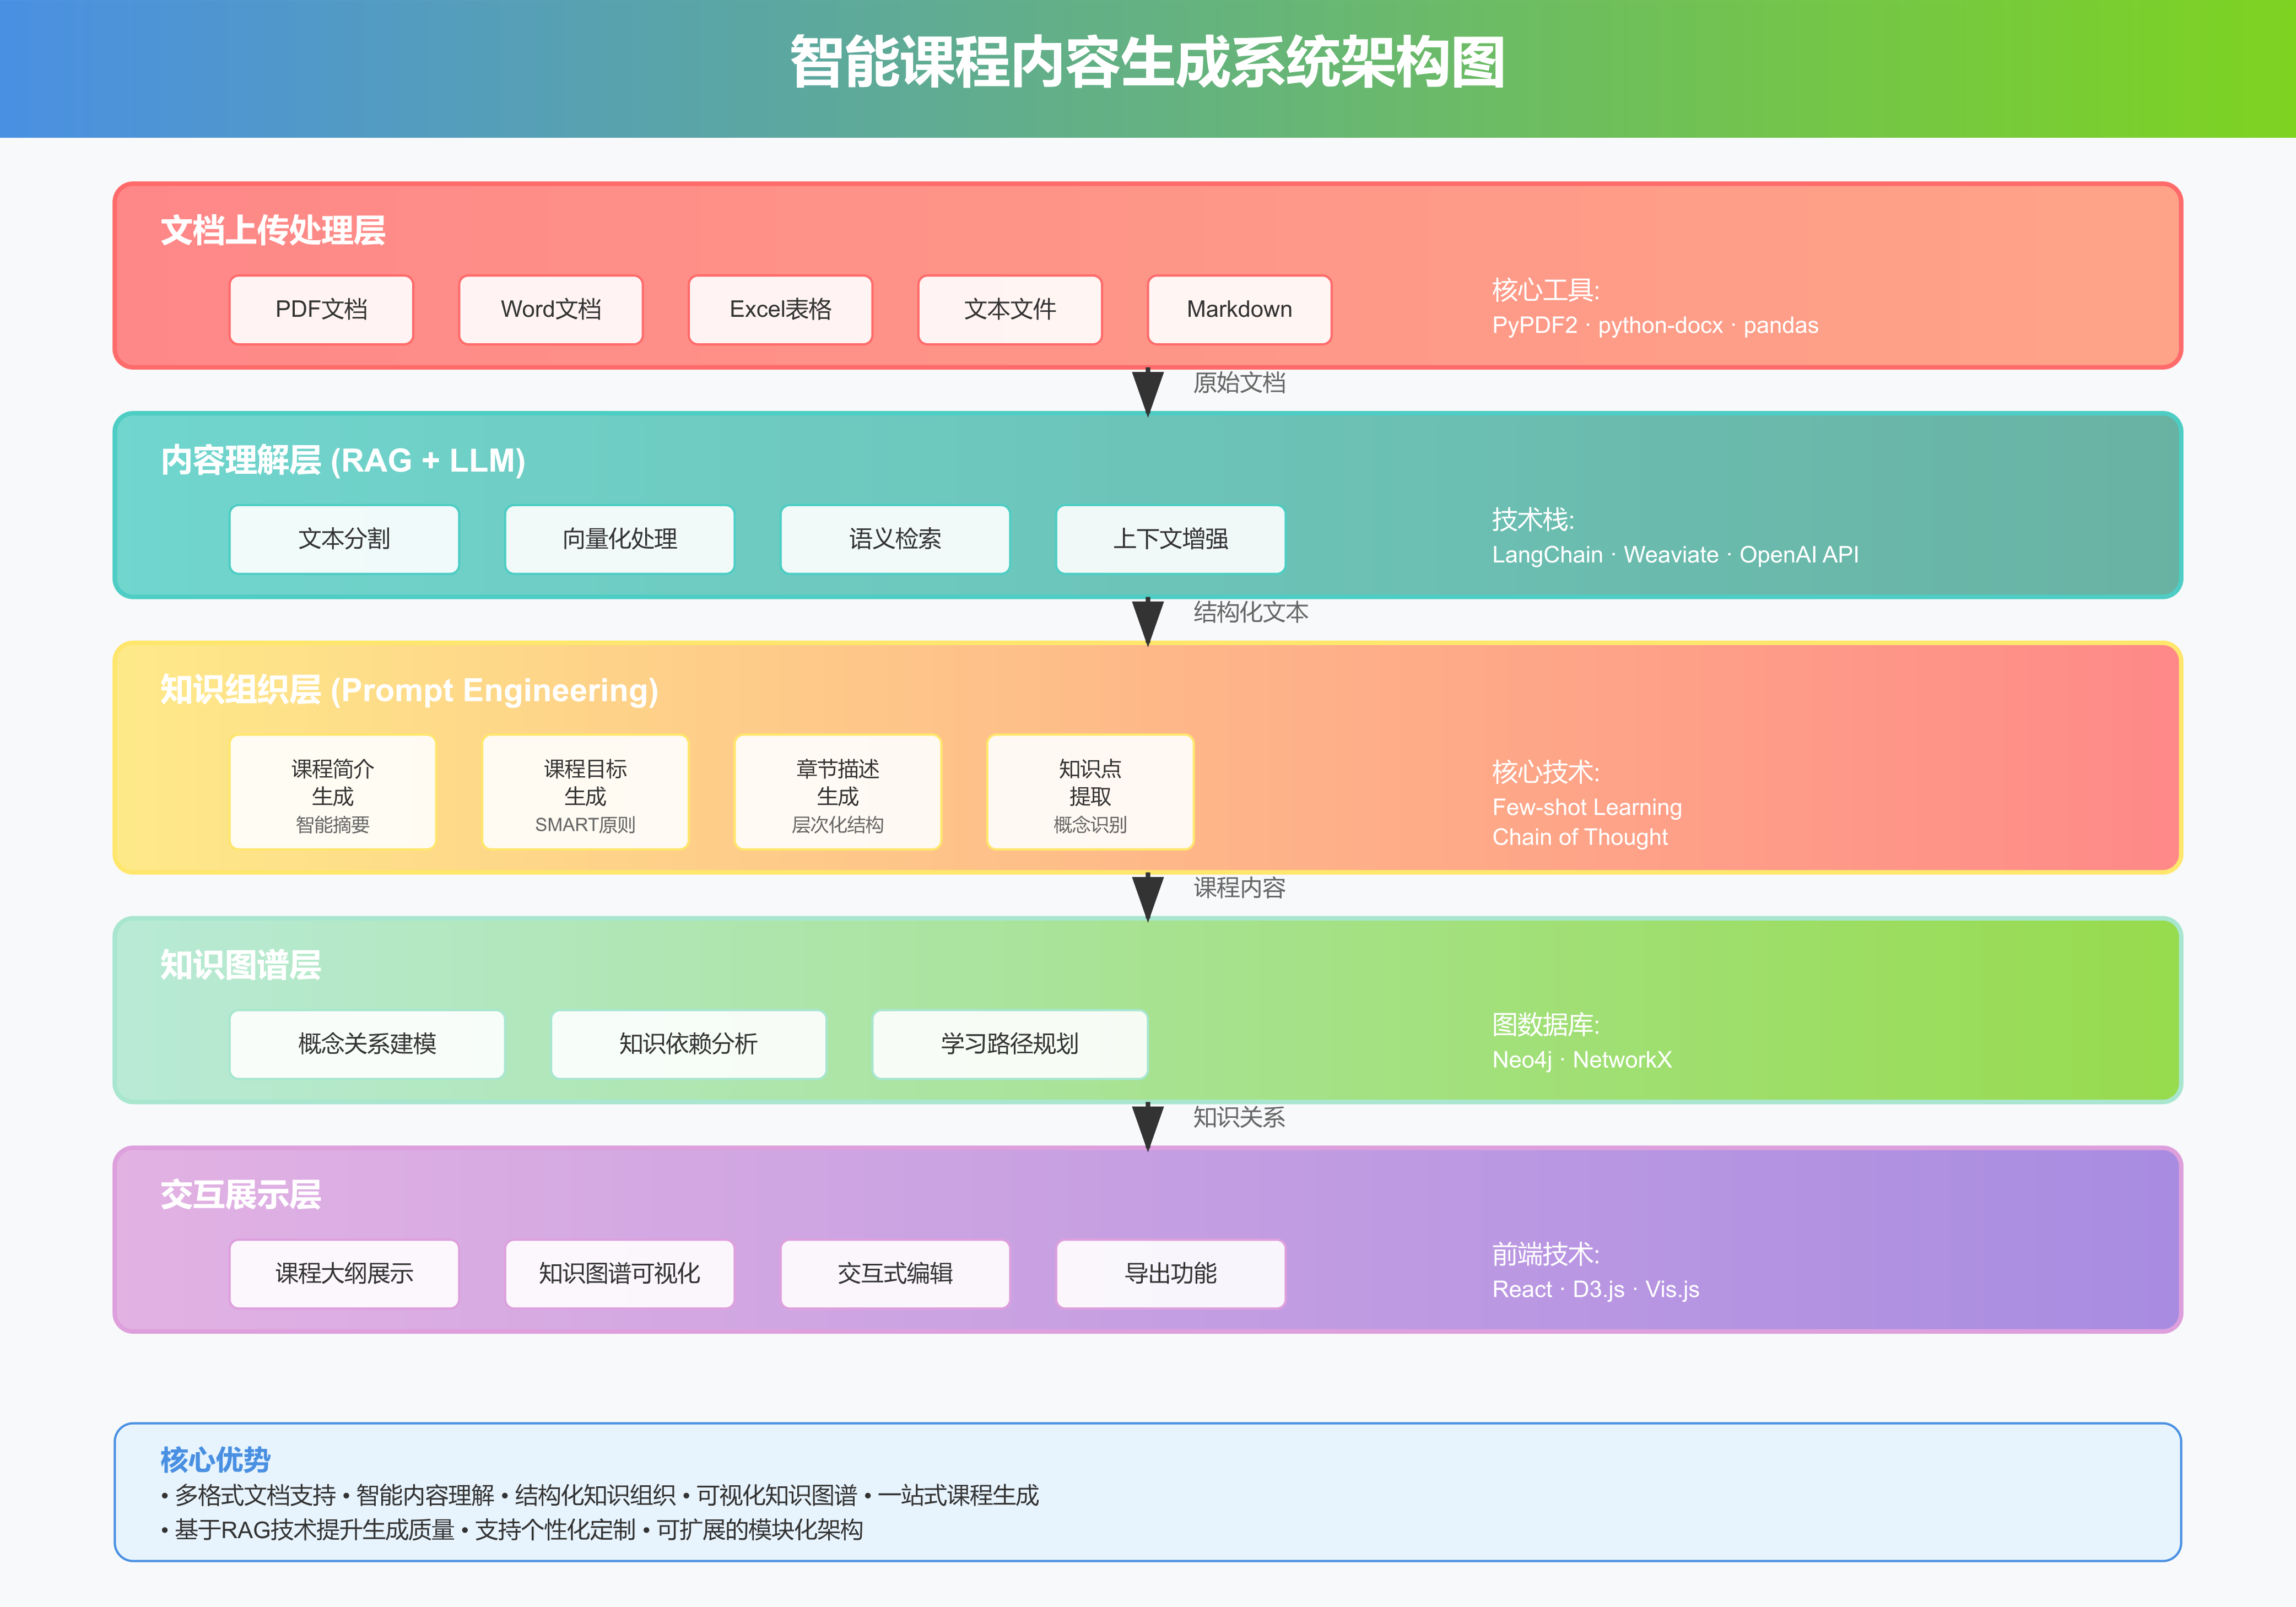 智能课程内容生成系统架构图
文档上传处理层
PDF文档
Word文档
Excel表格
文本文件
Markdown
核心工具:
PyPDF2 · python-docx · pandas
原始文档
内容理解层 (RAG + LLM)
文本分割
向量化处理
语义检索
上下文增强
技术栈:
LangChain · Weaviate · OpenAI API
结构化文本
知识组织层 (Prompt Engineering)
课程简介
生成
智能摘要
课程目标
生成
SMART原则
章节描述
生成
层次化结构
知识点
提取
概念识别
核心技术:
Few-shot Learning
Chain of Thought
课程内容
知识图谱层
概念关系建模
知识依赖分析
学习路径规划
图数据库:
Neo4j · NetworkX
知识关系
交互展示层
课程大纲展示
知识图谱可视化
交互式编辑
导出功能
前端技术:
React · D3.js · Vis.js
核心优势
• 多格式文档支持 • 智能内容理解 • 结构化知识组织 • 可视化知识图谱 • 一站式课程生成
• 基于RAG技术提升生成质量 • 支持个性化定制 • 可扩展的模块化架构